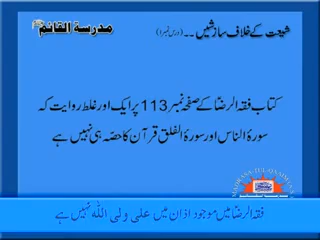 شیعت کے خلاف سازشیں ۔۔ (درس نمبر ۱)
مدرسۃ القائم
کتاب فقہ الرضاؑ کے صفحہ نمبر 113 پر ایک اور غلط روایت کہ
سورۃ الناس اور سورۃ الفلق قرآن کا حصہ ہی نہیں ہے
فقہ الرضاؑ میں موجود اذان میں علی ولی اللہ نہیں ہے